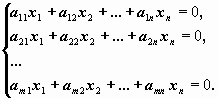 a₁₁x₁ + a₁₂x₂ + ... + a₁ₙxₙ = 0,
a₂₁x₁ + a₂₂x₂ + ... + a₂ₙxₙ = 0,
...
aₘ₁x₁ + aₘ₂x₂ + ... + aₘₙxₙ = 0.